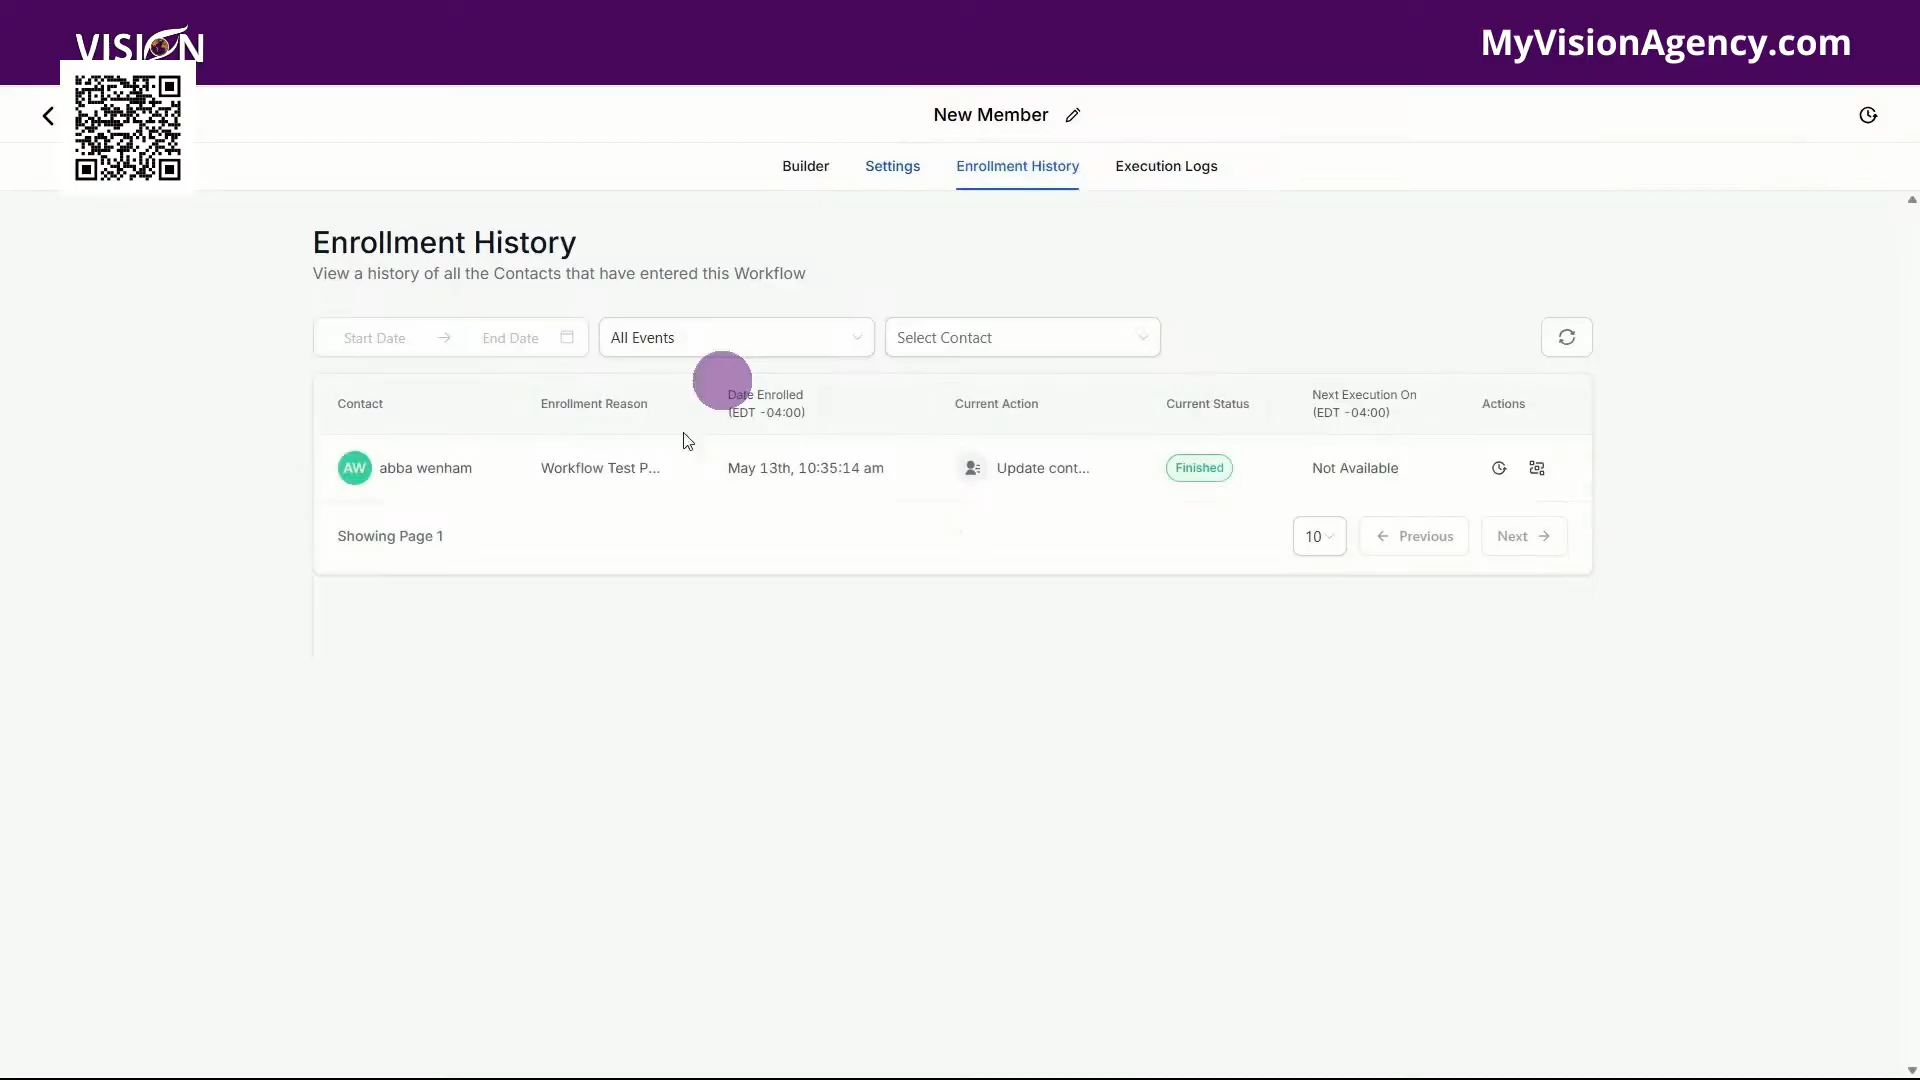 VISION
MyVisionAgency.com
New Member
Builder
Settings
Enrollment History
Execution Logs
Enrollment History
View a history of all the Contacts that have entered this Workflow
Start Date
End Date
All Events
Select Contact
Contact
Enrollment Reason
Date Enrolled
(EDT -04:00)
Current Action
Current Status
Next Execution On
(EDT -04:00)
Actions
AW
abba wenham
Workflow Test P...
May 13th, 10:35:14 am
Update cont...
Finished
Not Available
Showing Page 1
10
Previous
Next